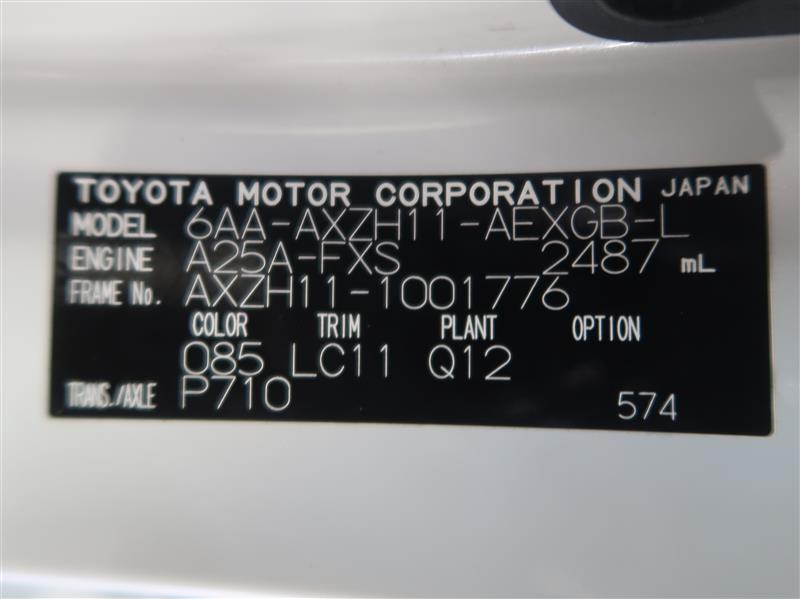 TOYOTA MOTOR CORPORATION JAPAN
MODEL 6AA-AXZH11-AEXGB-L
ENGINE A25A-FXS 2487 mL
FRAME No. AXZH11-1001776
COLOR TRIM PLANT OPTION
085 LC11 Q12
TRANS./AXLE P710
574